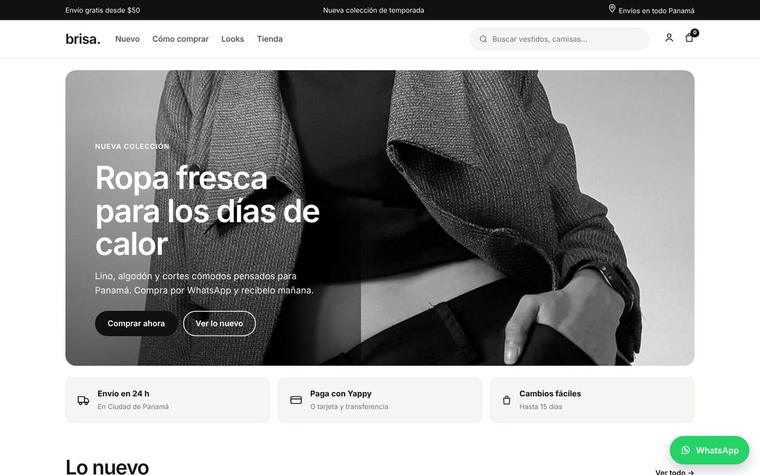 Envío gratis desde $50
Nueva colección de temporada
Envíos en todo Panamá
brisa.
Nuevo
Cómo comprar
Looks
Tienda
Buscar vestidos, camisas...
0
NUEVA COLECCIÓN
Ropa fresca
para los días de
calor
Lino, algodón y cortes cómodos pensados para
Panamá. Compra por WhatsApp y recíbelo mañana.
Comprar ahora
Ver lo nuevo
Envío en 24 h
En Ciudad de Panamá
Paga con Yappy
O tarjeta y transferencia
Cambios fáciles
Hasta 15 días
Lo nuevo
Ver todo →
WhatsApp